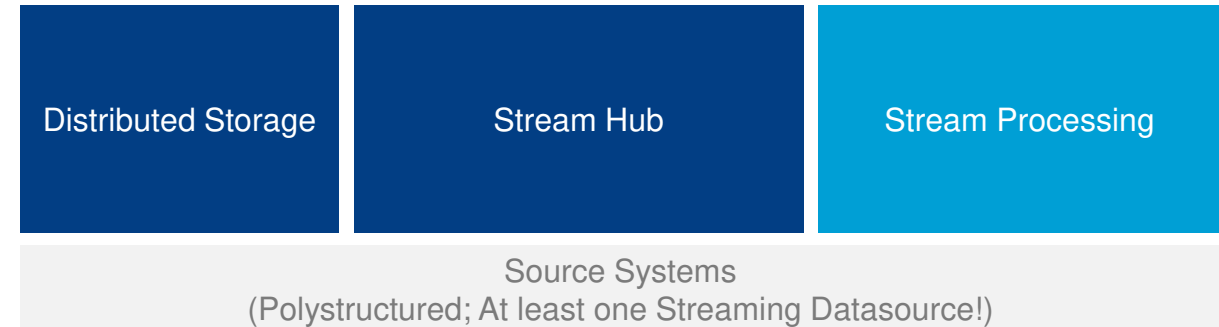 Distributed Storage
Stream Hub
Stream Processing
Source Systems
(Polystructured; At least one Streaming Datasource!)